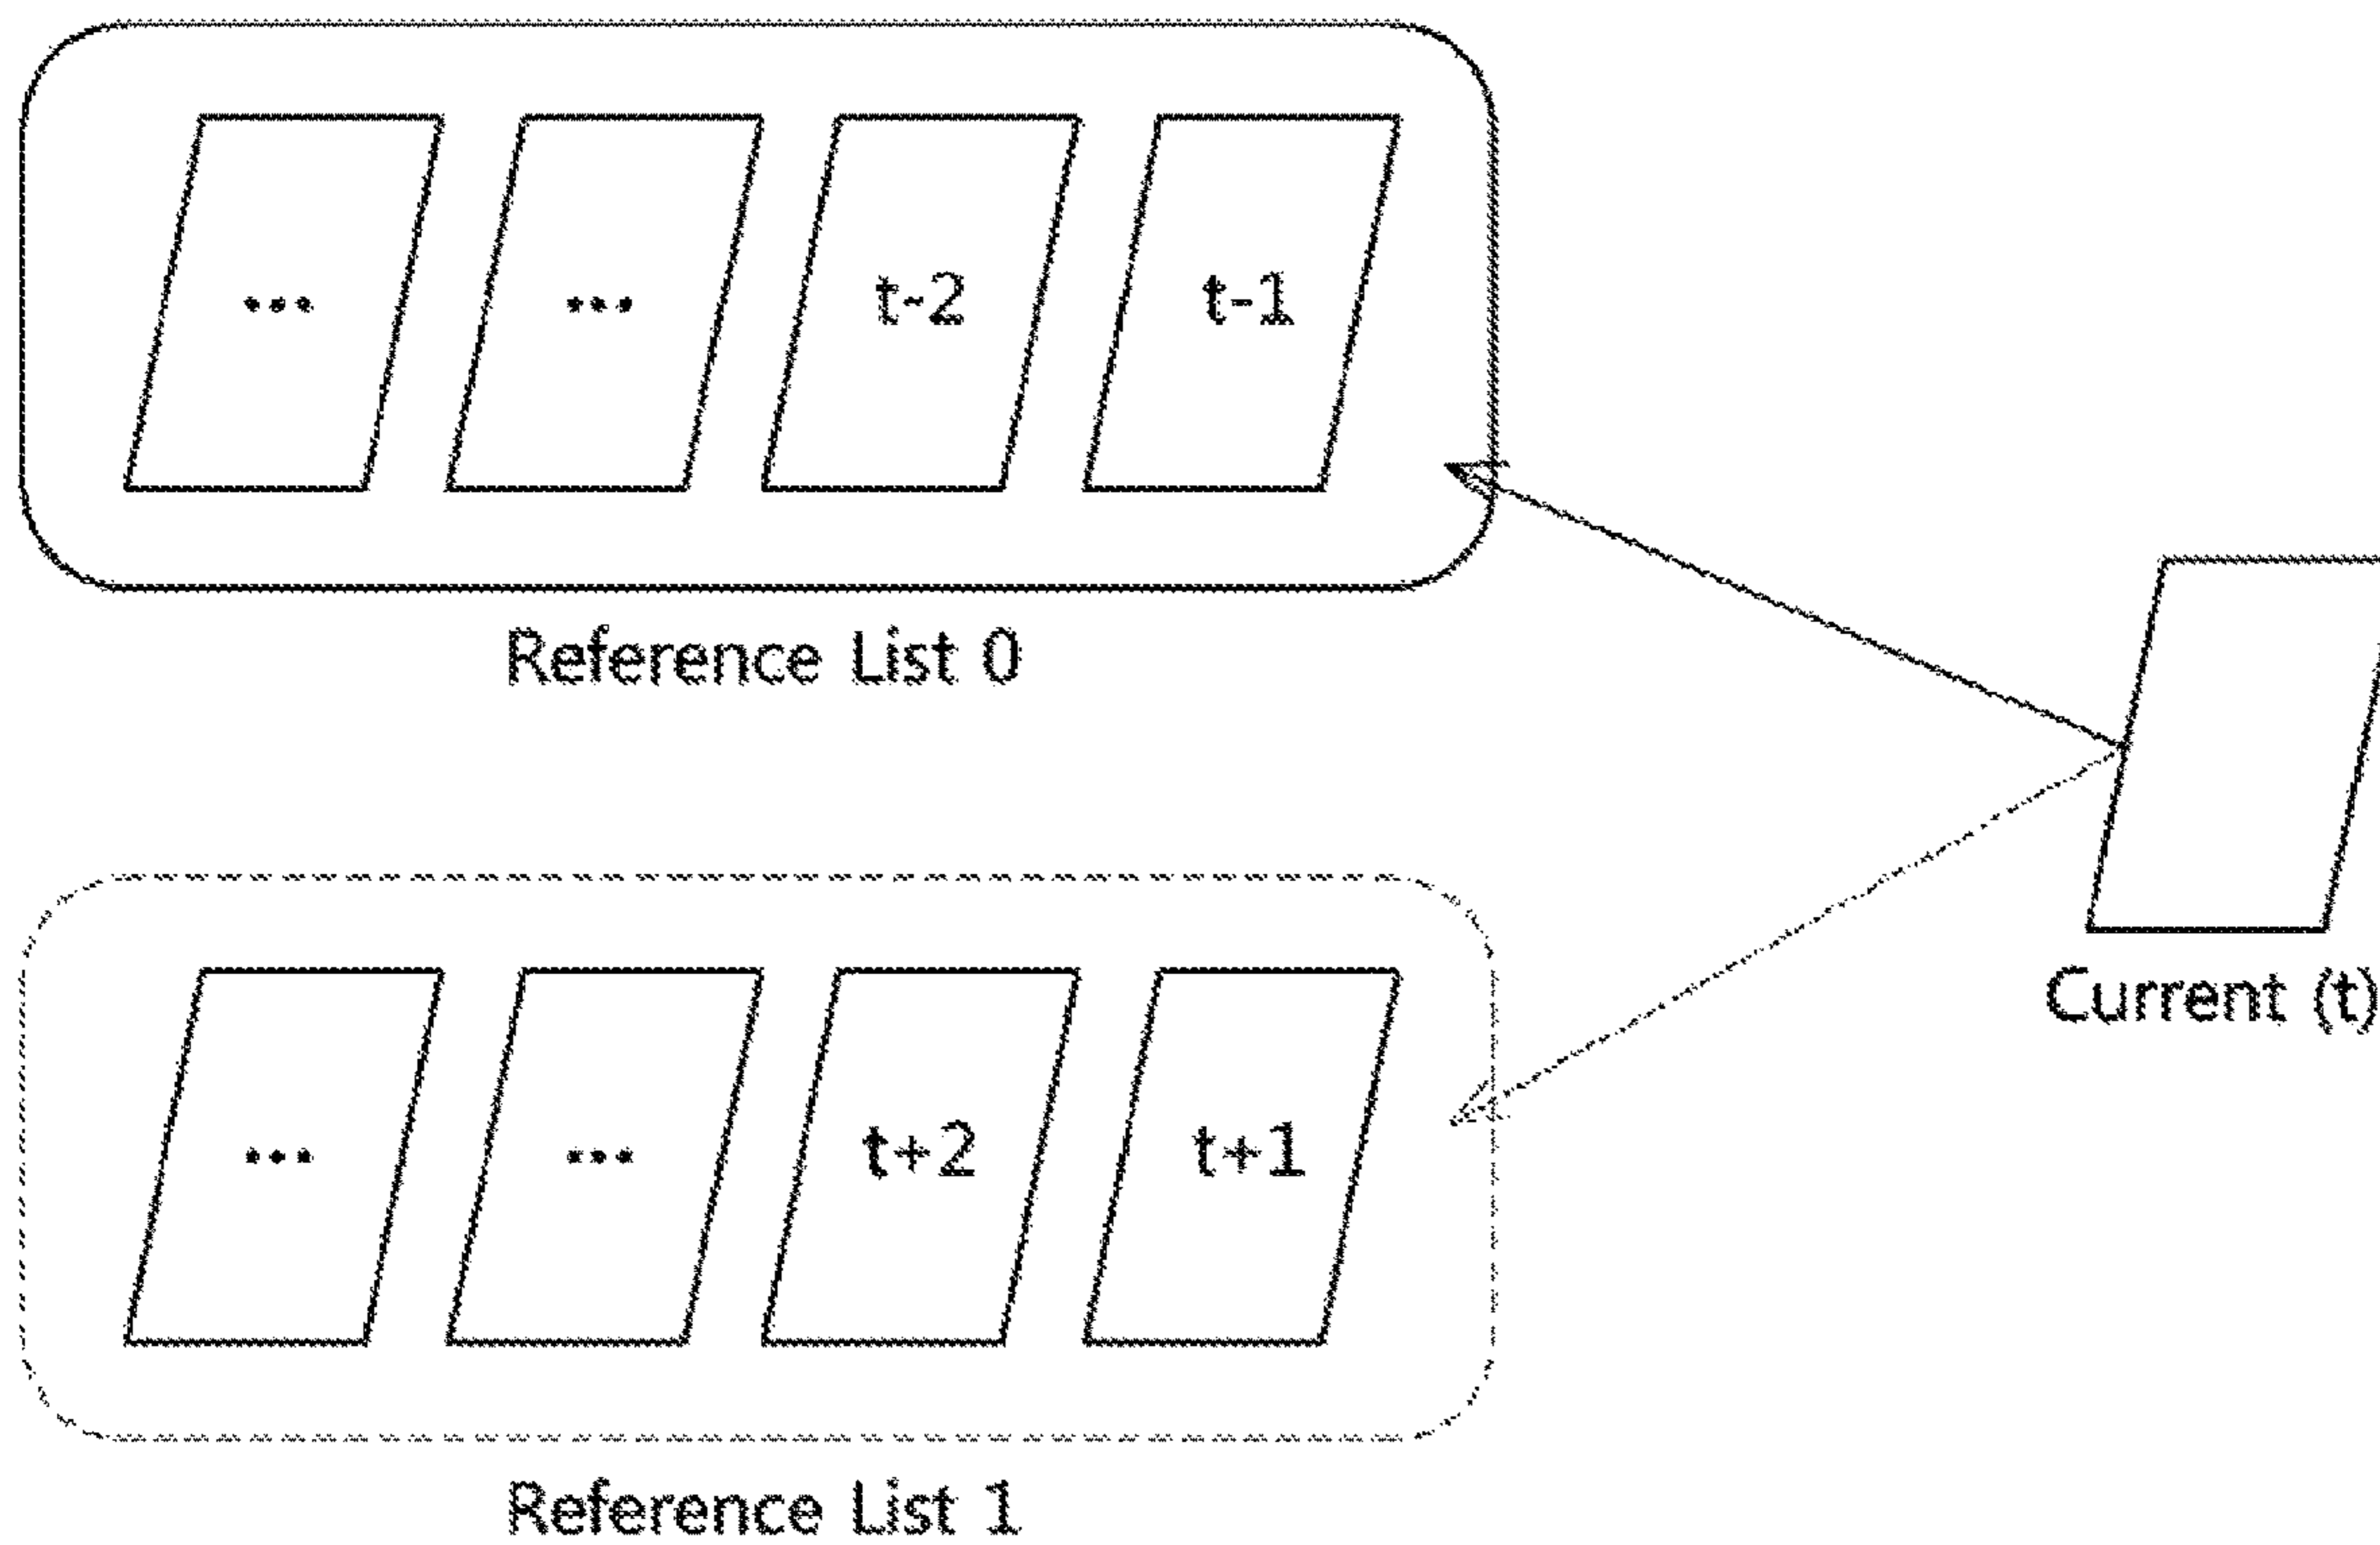 ... ... t-2 t-1
Reference List 0
Current (t)
... ... t+2 t+1
Reference List 1